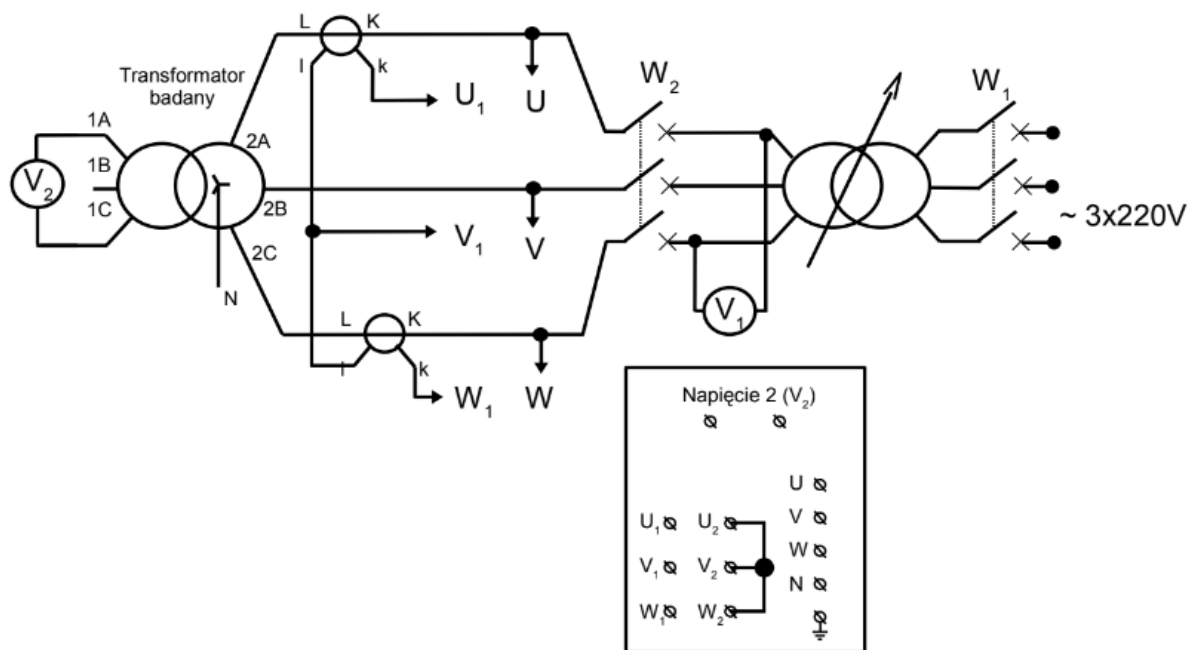 L K
l k
U₁
U
W₂
W₁
Transformator
badany
1A
1B
1C
V₂
2A
2B
2C
N
V₁
V
~ 3x220V
V₁
L K
l k
W₁
W
Napięcie 2 (V₂)
U
V
W
N
U₁ U₂
V₁ V₂
W₁ W₂